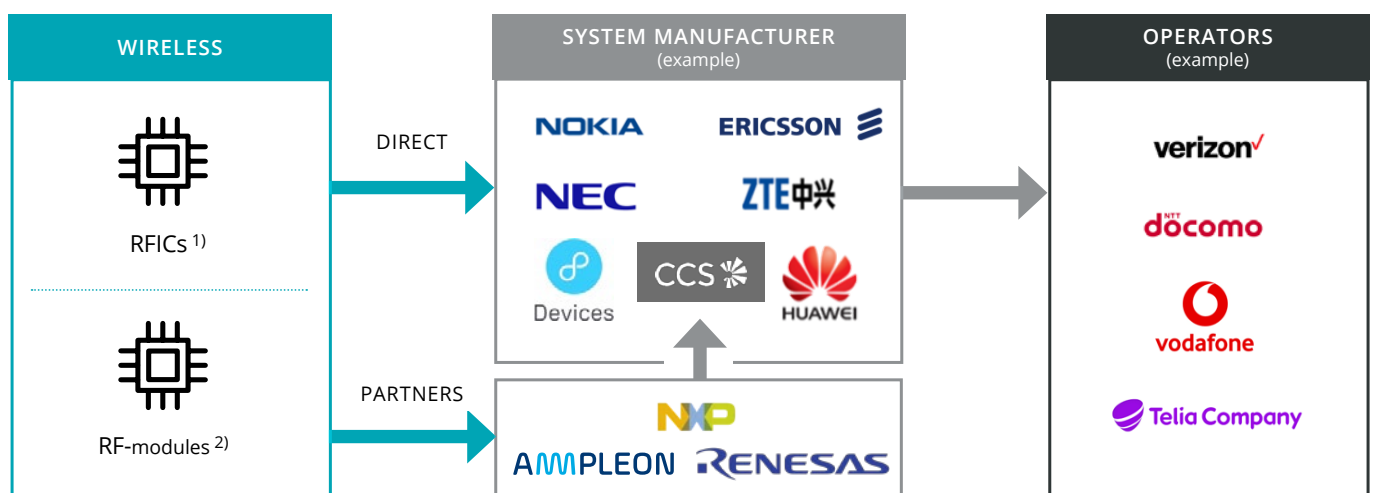 WIRELESS
RFICs 1)
RF-modules 2)
DIRECT
PARTNERS
SYSTEM MANUFACTURER
(example)
NOKIA
ERICSSON
NEC
ZTE中兴
Devices
CCS
HUAWEI
NXP
AMPLEON
RENESAS
OPERATORS
(example)
verizon✓
NTT
döcomo
vodafone
Telia Company